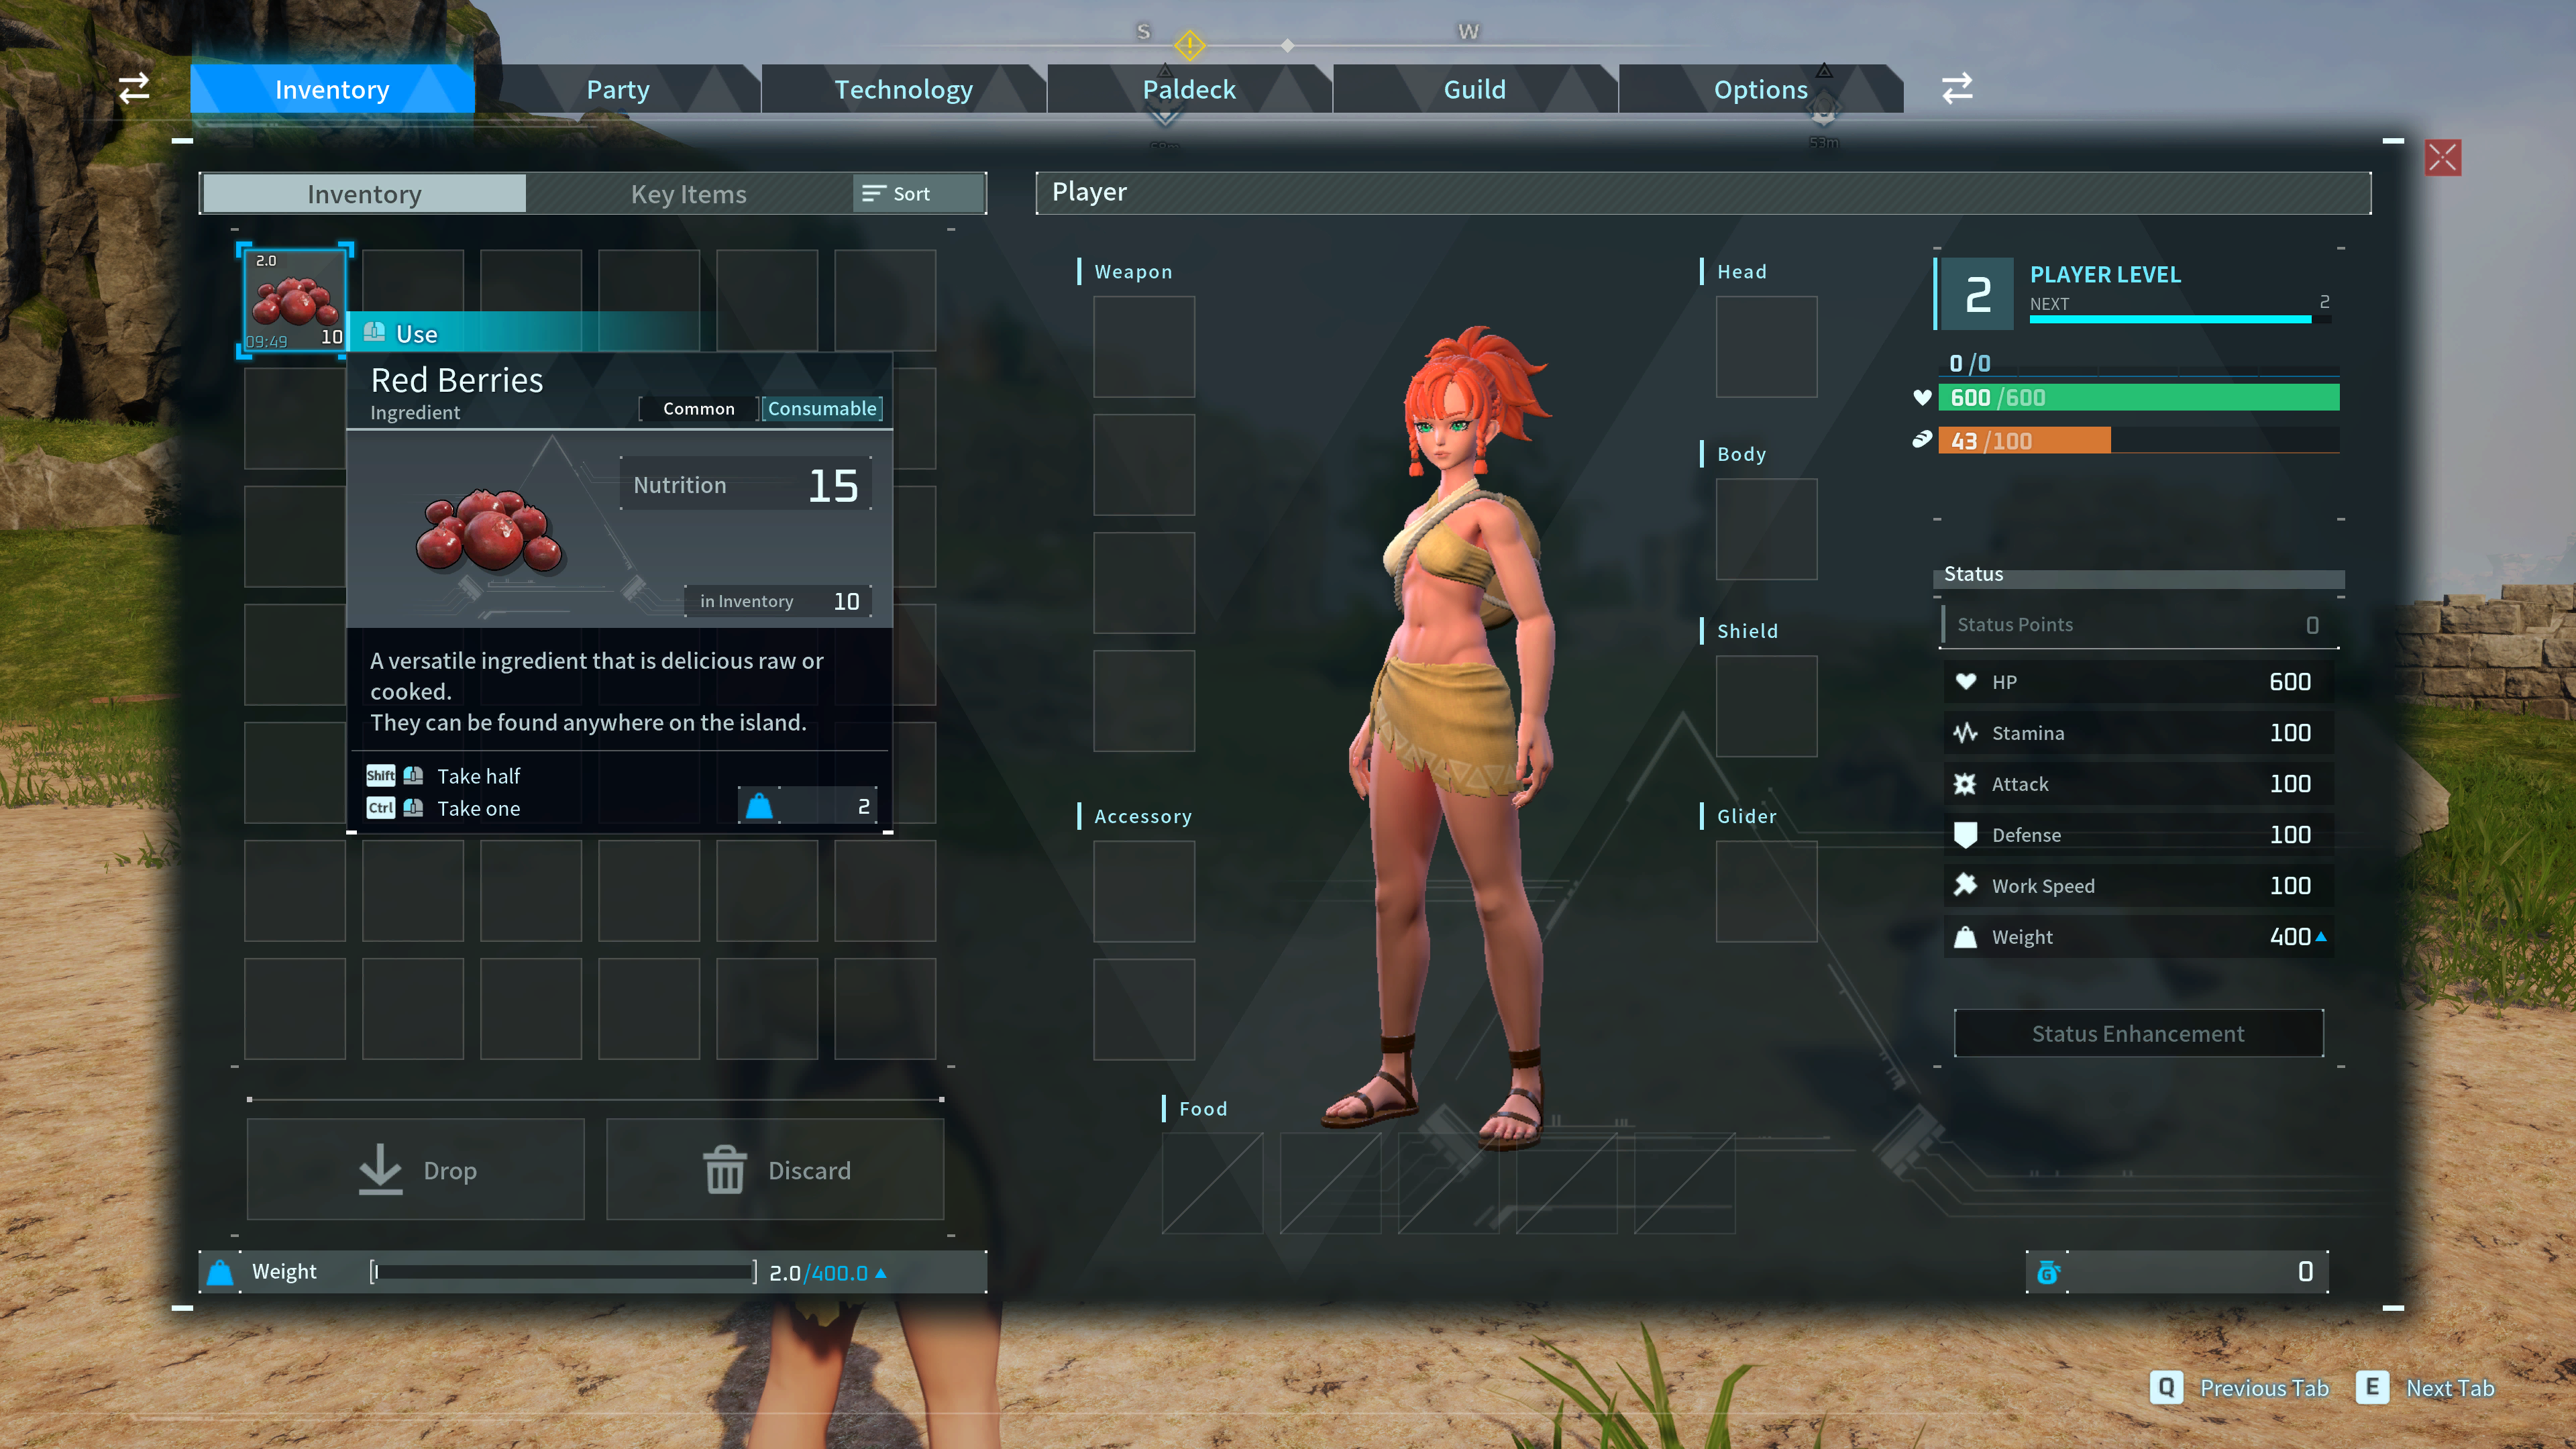 S
W
Inventory
Party
Technology
Paldeck
Guild
Options
53m
Inventory
Key Items
Sort
Player
2.0
09:49
10
Use
Red Berries
Ingredient
Common
Consumable
Nutrition
15
in Inventory
10
A versatile ingredient that is delicious raw or
cooked.
They can be found anywhere on the island.
Shift
Take half
Ctrl
Take one
2
Drop
Discard
Weight
2.0/400.0
Weapon
Accessory
Food
Head
Body
Shield
Glider
2
PLAYER LEVEL
NEXT
2
0/0
600/600
43/100
Status
Status Points
0
HP
600
Stamina
100
Attack
100
Defense
100
Work Speed
100
Weight
400
Status Enhancement
G
0
Q
Previous Tab
E
Next Tab